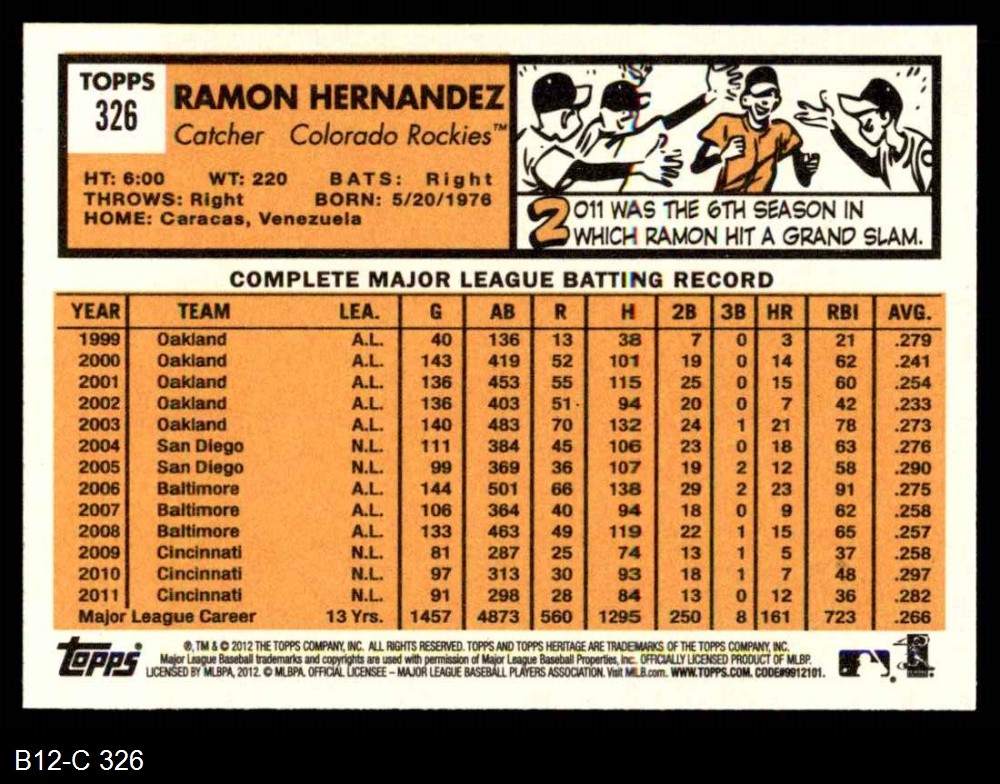 TOPPS
326
RAMON HERNANDEZ
Catcher Colorado Rockies™
HT: 6:00 WT: 220 BATS: Right
THROWS: Right BORN: 5/20/1976
HOME: Caracas, Venezuela
2011 WAS THE 6TH SEASON IN
WHICH RAMON HIT A GRAND SLAM.
COMPLETE MAJOR LEAGUE BATTING RECORD
YEAR TEAM LEA. G AB R H 2B 3B HR RBI AVG.
1999 Oakland A.L. 40 136 13 38 7 0 3 21 .279
2000 Oakland A.L. 143 419 52 101 19 0 14 62 .241
2001 Oakland A.L. 136 453 55 115 25 0 15 60 .254
2002 Oakland A.L. 136 403 51 94 20 0 7 42 .233
2003 Oakland A.L. 140 483 70 132 24 1 21 78 .273
2004 San Diego N.L. 111 384 45 106 23 0 18 63 .276
2005 San Diego N.L. 99 369 36 107 19 2 12 58 .290
2006 Baltimore A.L. 144 501 66 138 29 2 23 91 .275
2007 Baltimore A.L. 106 364 40 94 18 0 9 62 .258
2008 Baltimore A.L. 133 463 49 119 22 1 15 65 .257
2009 Cincinnati N.L. 81 287 25 74 13 1 5 37 .258
2010 Cincinnati N.L. 97 313 30 93 18 1 7 48 .297
2011 Cincinnati N.L. 91 298 28 84 13 0 12 36 .282
Major League Career 13 Yrs. 1457 4873 560 1295 250 8 161 723 .266
topps
®, TM & © 2012 THE TOPPS COMPANY, INC. ALL RIGHTS RESERVED. TOPPS AND TOPPS HERITAGE ARE TRADEMARKS OF THE TOPPS COMPANY, INC.
Major League Baseball trademarks and copyrights are used with permission of Major League Baseball Properties, Inc. OFFICIALLY LICENSED PRODUCT OF MLBP.
LICENSED BY MLBPA, 2012. © MLBPA. OFFICIAL LICENSEE – MAJOR LEAGUE BASEBALL PLAYERS ASSOCIATION. Visit MLB.com. WWW.TOPPS.COM. CODE#9912101.
B12-C 326